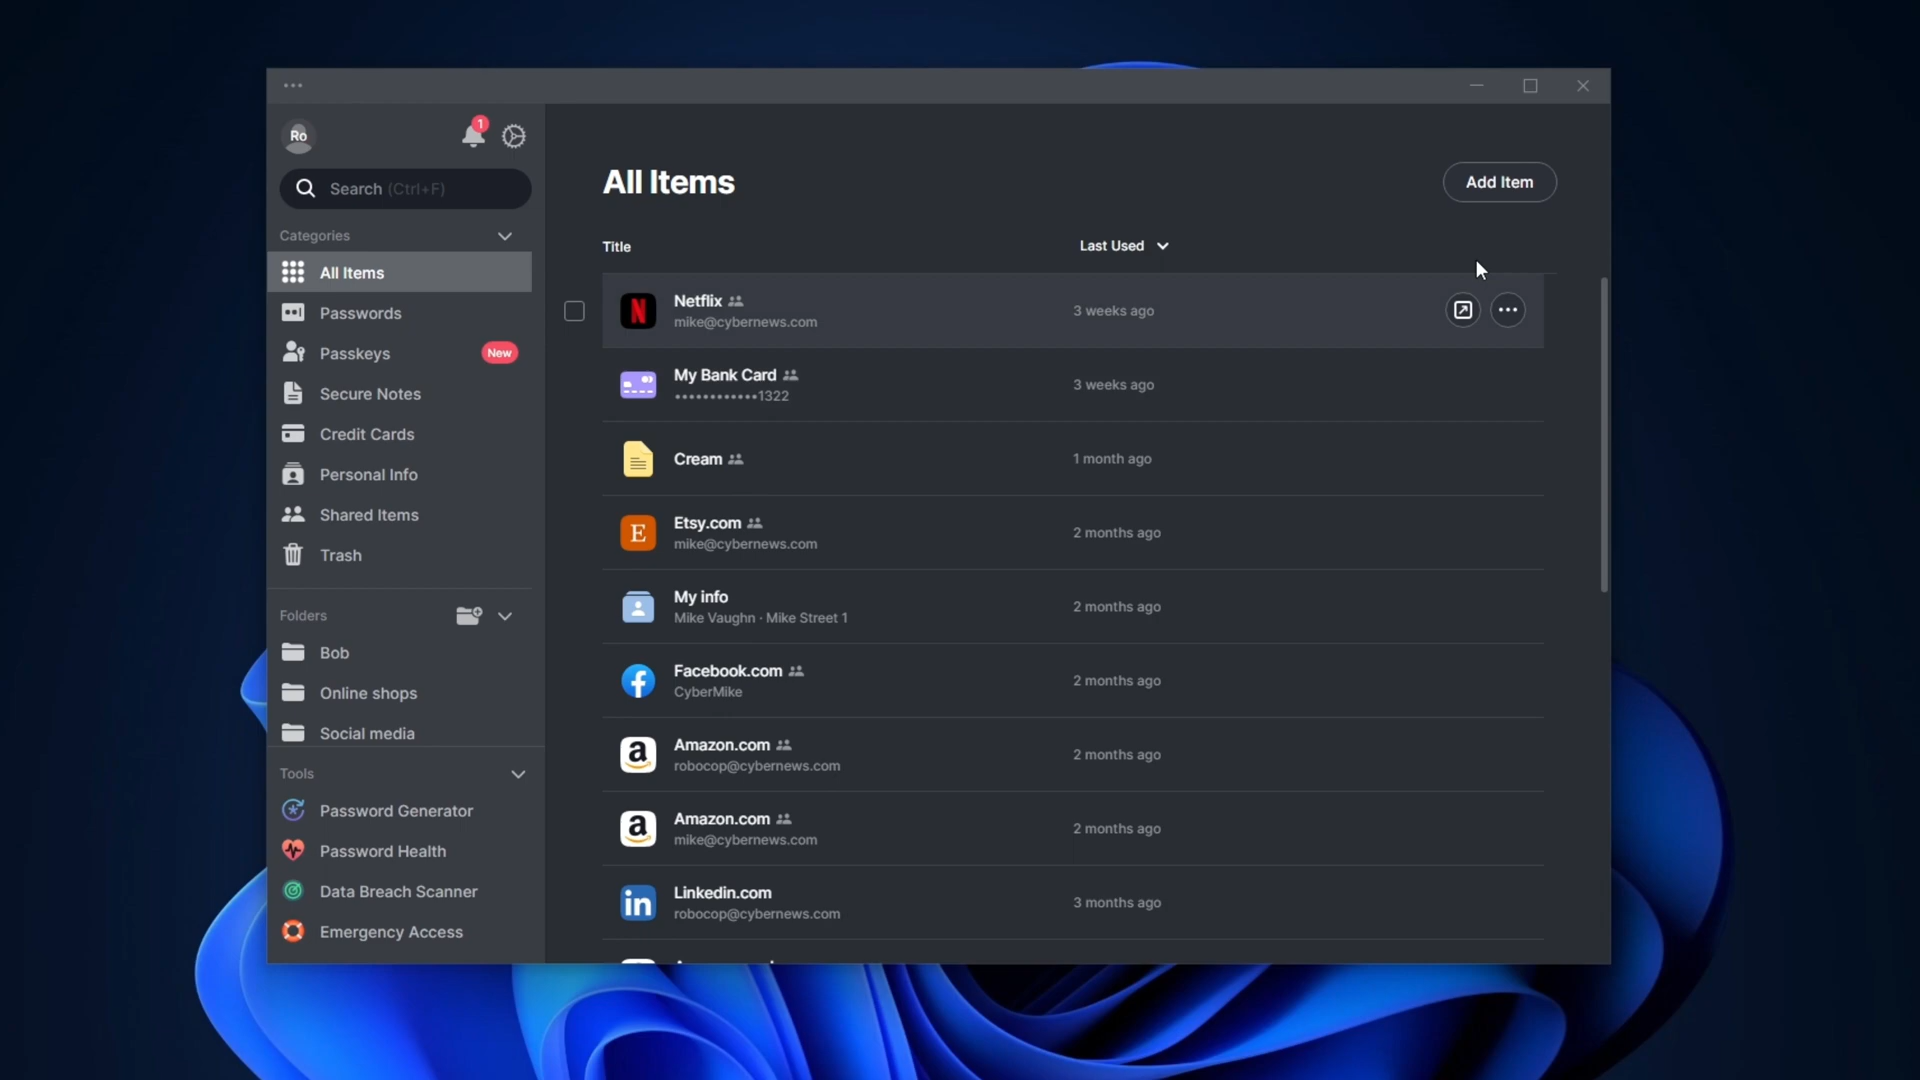 Ro
1
Search (Ctrl+F)
Categories
All Items
Passwords
Passkeys New
Secure Notes
Credit Cards
Personal Info
Shared Items
Trash
Folders
Bob
Online shops
Social media
Tools
Password Generator
Password Health
Data Breach Scanner
Emergency Access
All Items
Add Item
Title Last Used
N
Netflix
mike@cybernews.com
3 weeks ago
My Bank Card
••••••••••••1322
3 weeks ago
Cream
1 month ago
E
Etsy.com
mike@cybernews.com
2 months ago
My info
Mike Vaughn · Mike Street 1
2 months ago
f
Facebook.com
CyberMike
2 months ago
a
Amazon.com
robocop@cybernews.com
2 months ago
a
Amazon.com
mike@cybernews.com
2 months ago
in
Linkedin.com
robocop@cybernews.com
3 months ago